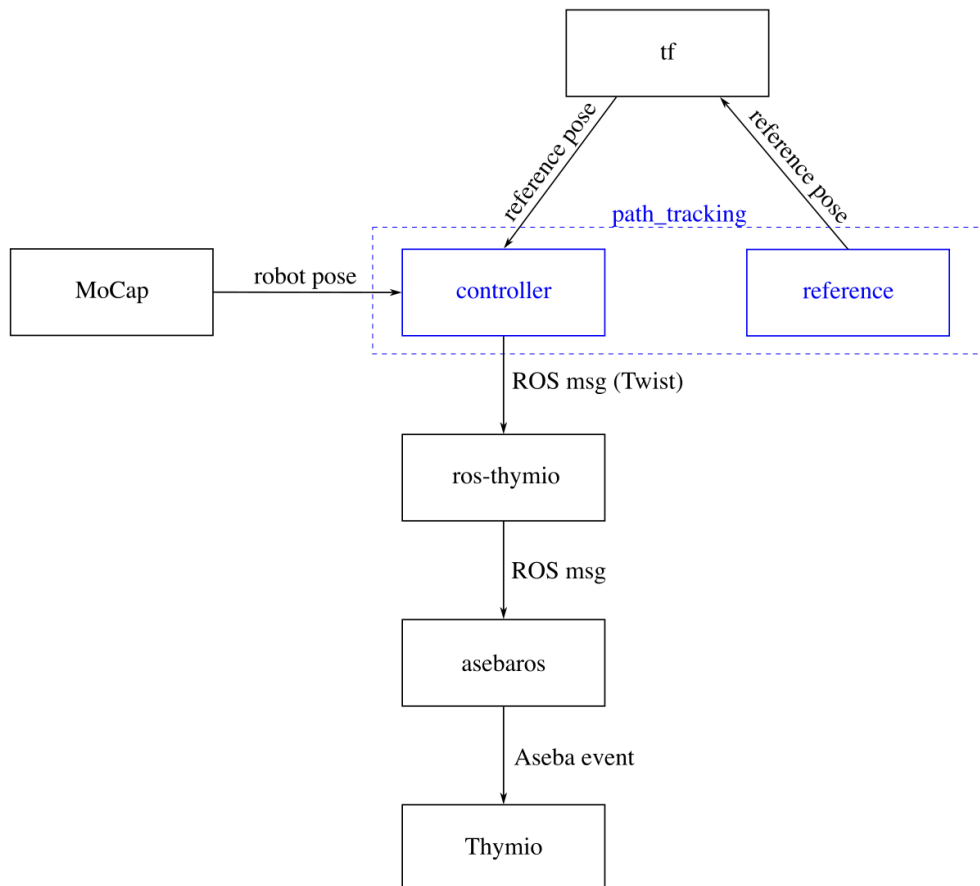 tf
reference pose
reference pose
path_tracking
MoCap
robot pose
controller
reference
ROS msg (Twist)
ros-thymio
ROS msg
asebaros
Aseba event
Thymio